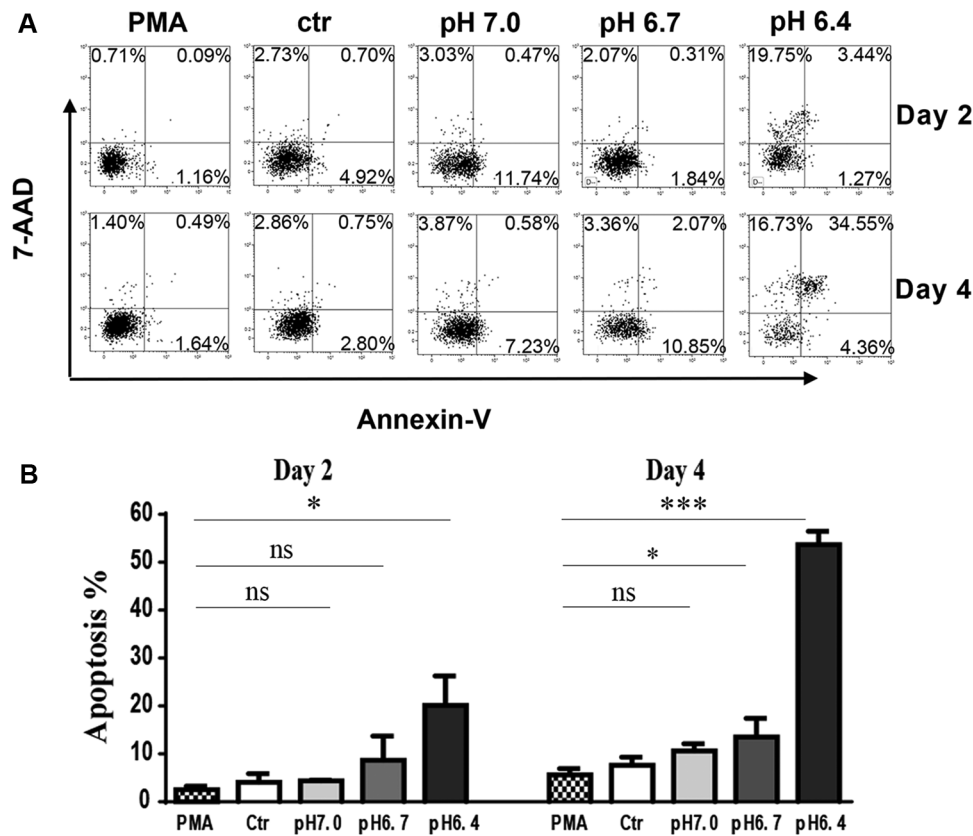 A
PMA ctr pH 7.0 pH 6.7 pH 6.4
0.71% 0.09% 2.73% 0.70% 3.03% 0.47% 2.07% 0.31% 19.75% 3.44%
Day 2
1.16% 4.92% 11.74% 1.84% 1.27%
7-AAD
1.40% 0.49% 2.86% 0.75% 3.87% 0.58% 3.36% 2.07% 16.73% 34.55%
Day 4
1.64% 2.80% 7.23% 10.85% 4.36%
Annexin-V
B
Day 2 Day 4
* ***
ns *
ns ns
Apoptosis %
60
50
40
30
20
10
0
PMA Ctr pH7.0 pH6.7 pH6.4 PMA Ctr pH7.0 pH6.7 pH6.4